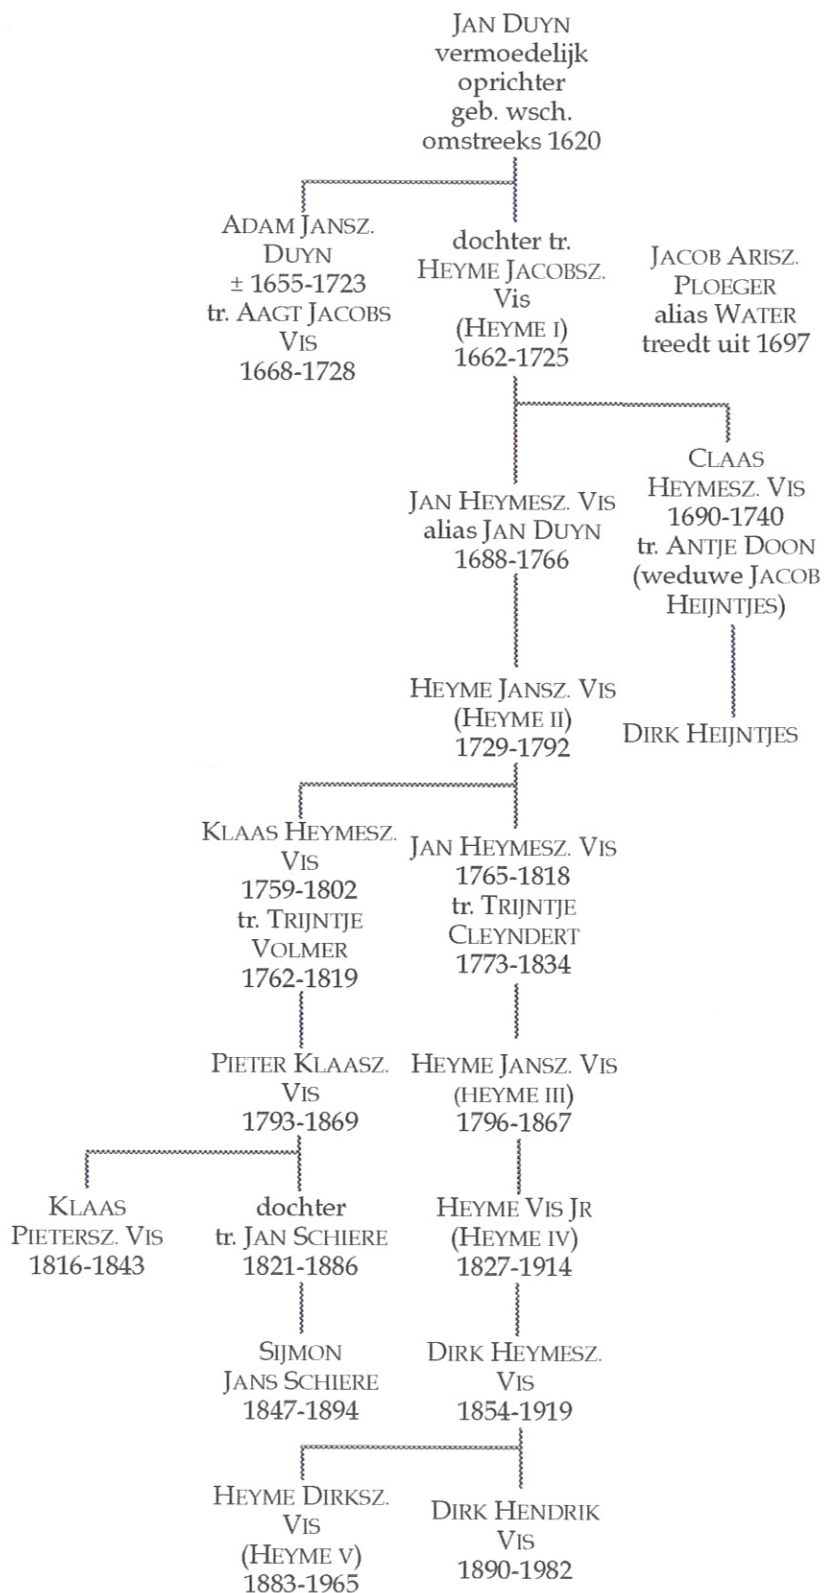 JAN DUYN
vermoedelijk
oprichter
geb. wsch.
omstreeks 1620
ADAM JANSZ.
DUYN
± 1655-1723
tr. AAGT JACOBS
VIS
1668-1728
dochter tr.
HEYME JACOBSZ.
Vis
(HEYME I)
1662-1725
JACOB ARISZ.
PLOEGER
alias WATER
treedt uit 1697
JAN HEYMESZ. VIS
alias JAN DUYN
1688-1766
CLAAS
HEYMESZ. VIS
1690-1740
tr. ANTJE DOON
(weduwe JACOB
HEIJNTJES)
HEYME JANSZ. VIS
(HEYME II)
1729-1792
DIRK HEIJNTJES
KLAAS HEYMESZ.
VIS
1759-1802
tr. TRIJNTJE
VOLMER
1762-1819
JAN HEYMESZ. VIS
1765-1818
tr. TRIJNTJE
CLEYNDERT
1773-1834
PIETER KLAASZ.
VIS
1793-1869
HEYME JANSZ. VIS
(HEYME III)
1796-1867
KLAAS
PIETERSZ. VIS
1816-1843
dochter
tr. JAN SCHIERE
1821-1886
HEYME VIS JR
(HEYME IV)
1827-1914
SIJMON
JANS SCHIERE
1847-1894
DIRK HEYMESZ.
VIS
1854-1919
HEYME DIRKSZ.
VIS
(HEYME V)
1883-1965
DIRK HENDRIK
VIS
1890-1982